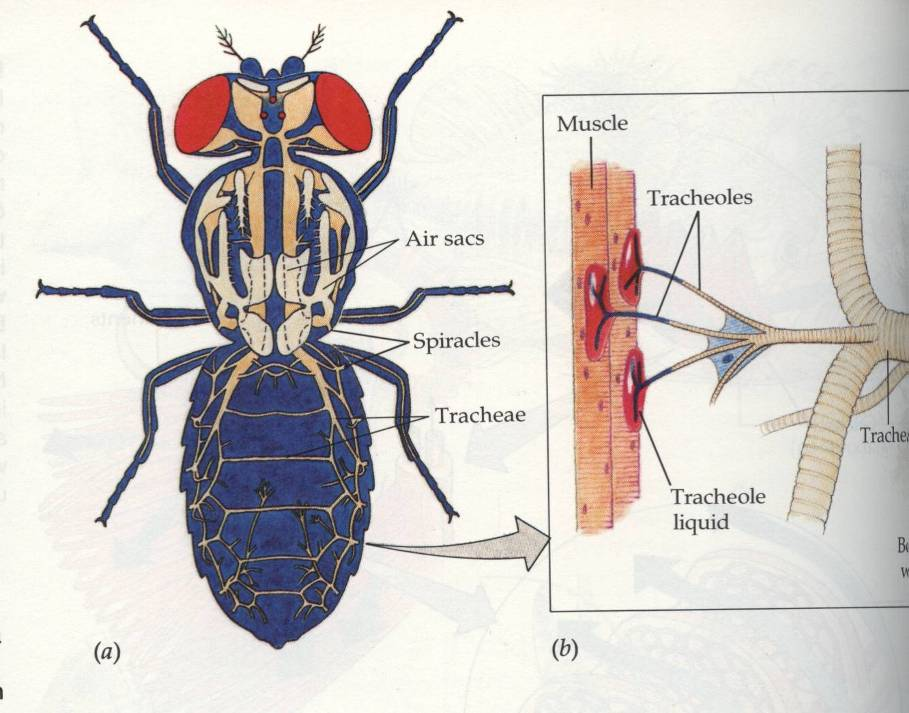 Air sacs
Spiracles
Tracheae
(a)
Muscle
Tracheoles
Tracheole
liquid
(b)